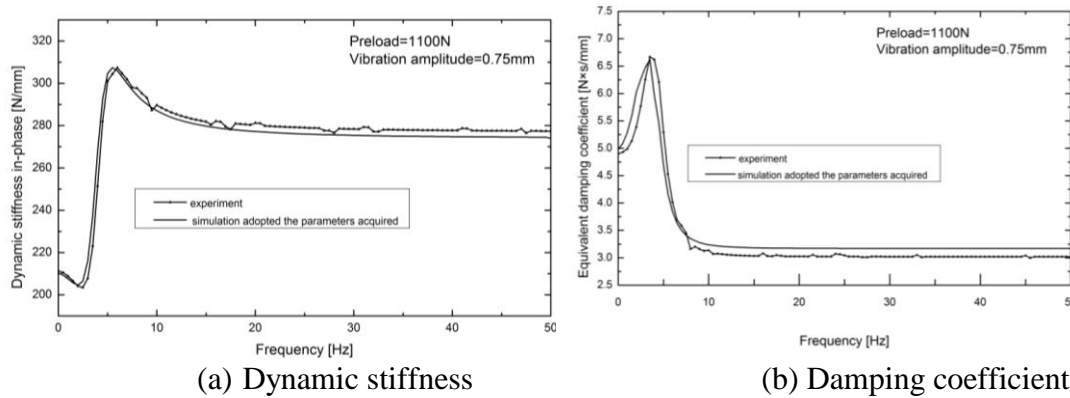 Dynamic stiffness in-phase [N/mm]
320
300
280
260
240
220
200
Preload=1100N
Vibration amplitude=0.75mm
experiment
simulation adopted the parameters acquired
0 10 20 30 40 50
Frequency [Hz]
(a) Dynamic stiffness
Equivalent damping coefficient [N×s/mm]
7.5
7.0
6.5
6.0
5.5
5.0
4.5
4.0
3.5
3.0
2.5
Preload=1100N
Vibration amplitude=0.75mm
experiment
simulation adopted the parameters acquired
0 10 20 30 40 50
Frequency [Hz]
(b) Damping coefficient